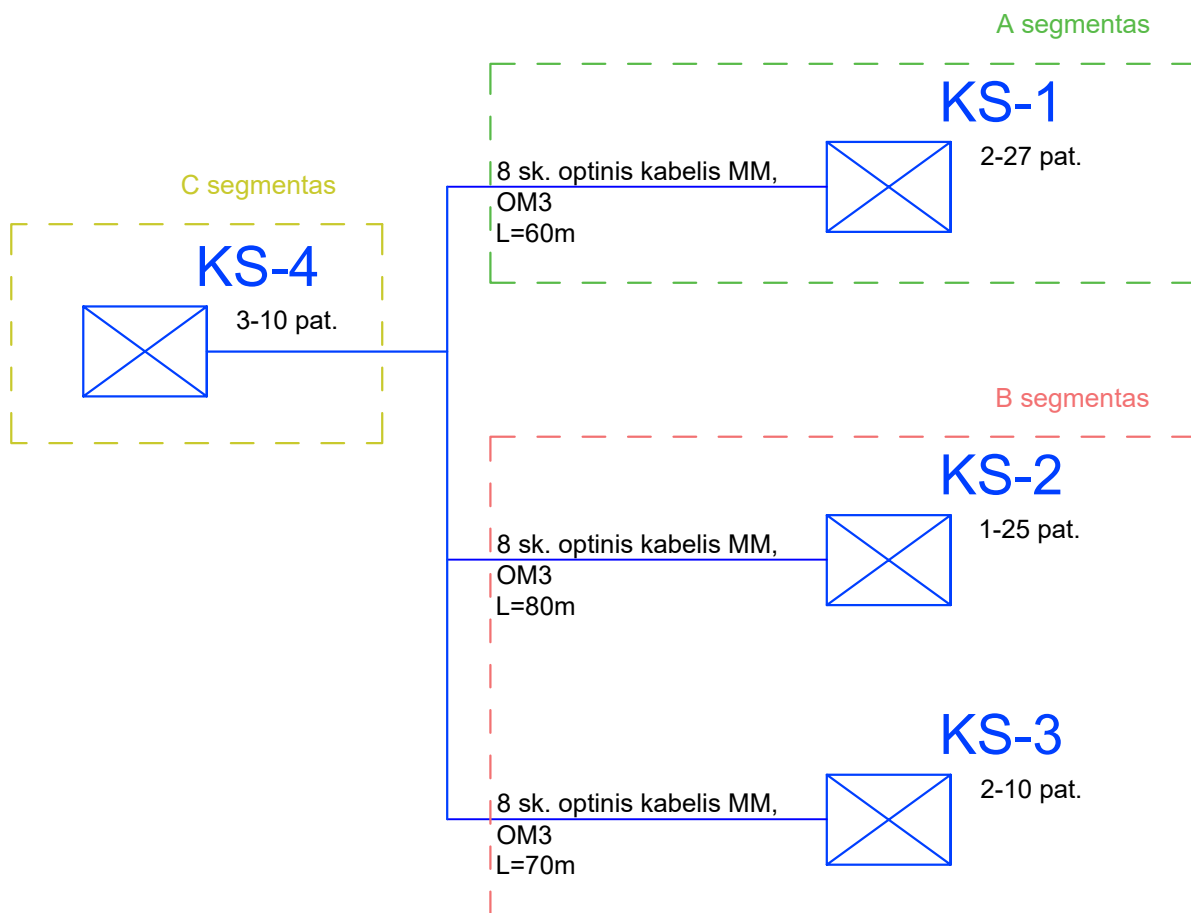 A segmentas
KS-1
2-27 pat.
8 sk. optinis kabelis MM,
OM3
L=60m
C segmentas
KS-4
3-10 pat.
B segmentas
KS-2
1-25 pat.
8 sk. optinis kabelis MM,
OM3
L=80m
KS-3
2-10 pat.
8 sk. optinis kabelis MM,
OM3
L=70m